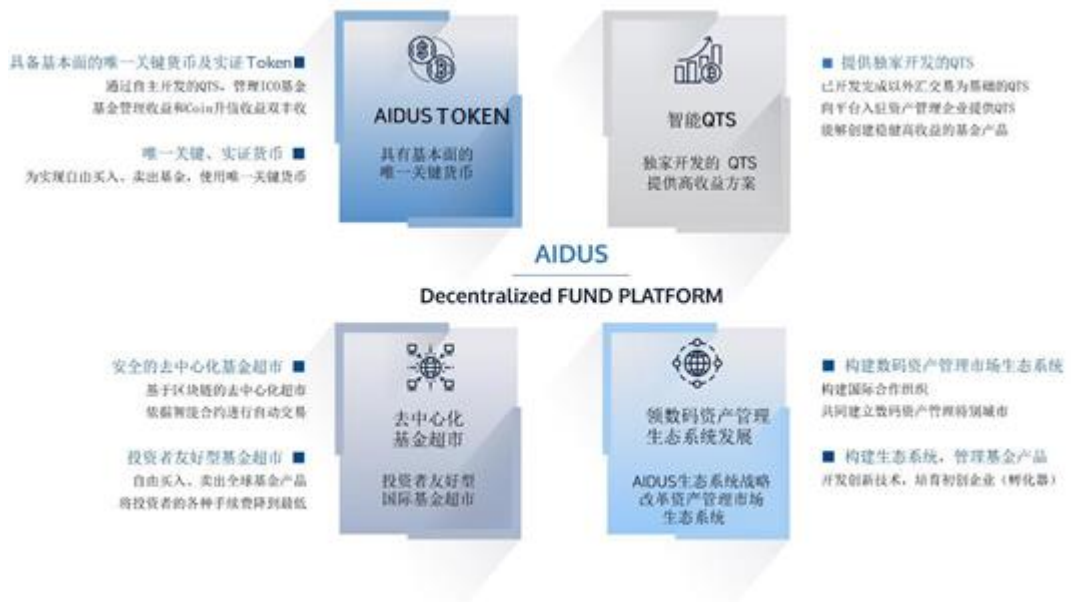 具备基本面的唯一关键货币及实证Token
通过自主开发的QTS，管理ICO基金
基金管理收益和Coin升值收益双丰收
唯一关键、实证货币
为实现自由买入、卖出基金，使用唯一关键货币
AIDUS TOKEN
具有基本面的
唯一关键货币
智能QTS
独家开发的 QTS
提供高收益方案
提供独家开发的QTS
已开发完成以外汇交易为基础的QTS
向平台入驻资产管理企业提供QTS
能够创建稳健高收益的基金产品
AIDUS
Decentralized FUND PLATFORM
安全的去中心化基金超市
基于区块链的去中心化超市
依据智能合约进行自动交易
投资者友好型基金超市
自由买入、卖出全球基金产品
将投资者的各种手续费降到最低
去中心化
基金超市
投资者友好型
国际基金超市
领数码资产管理
生态系统发展
AIDUS生态系统战略
改革资产管理市场
生态系统
构建数码资产管理市场生态系统
构建国际合作组织
共同建立数码资产管理特别城市
构建生态系统，管理基金产品
开发创新技术，培育初创企业（孵化器）